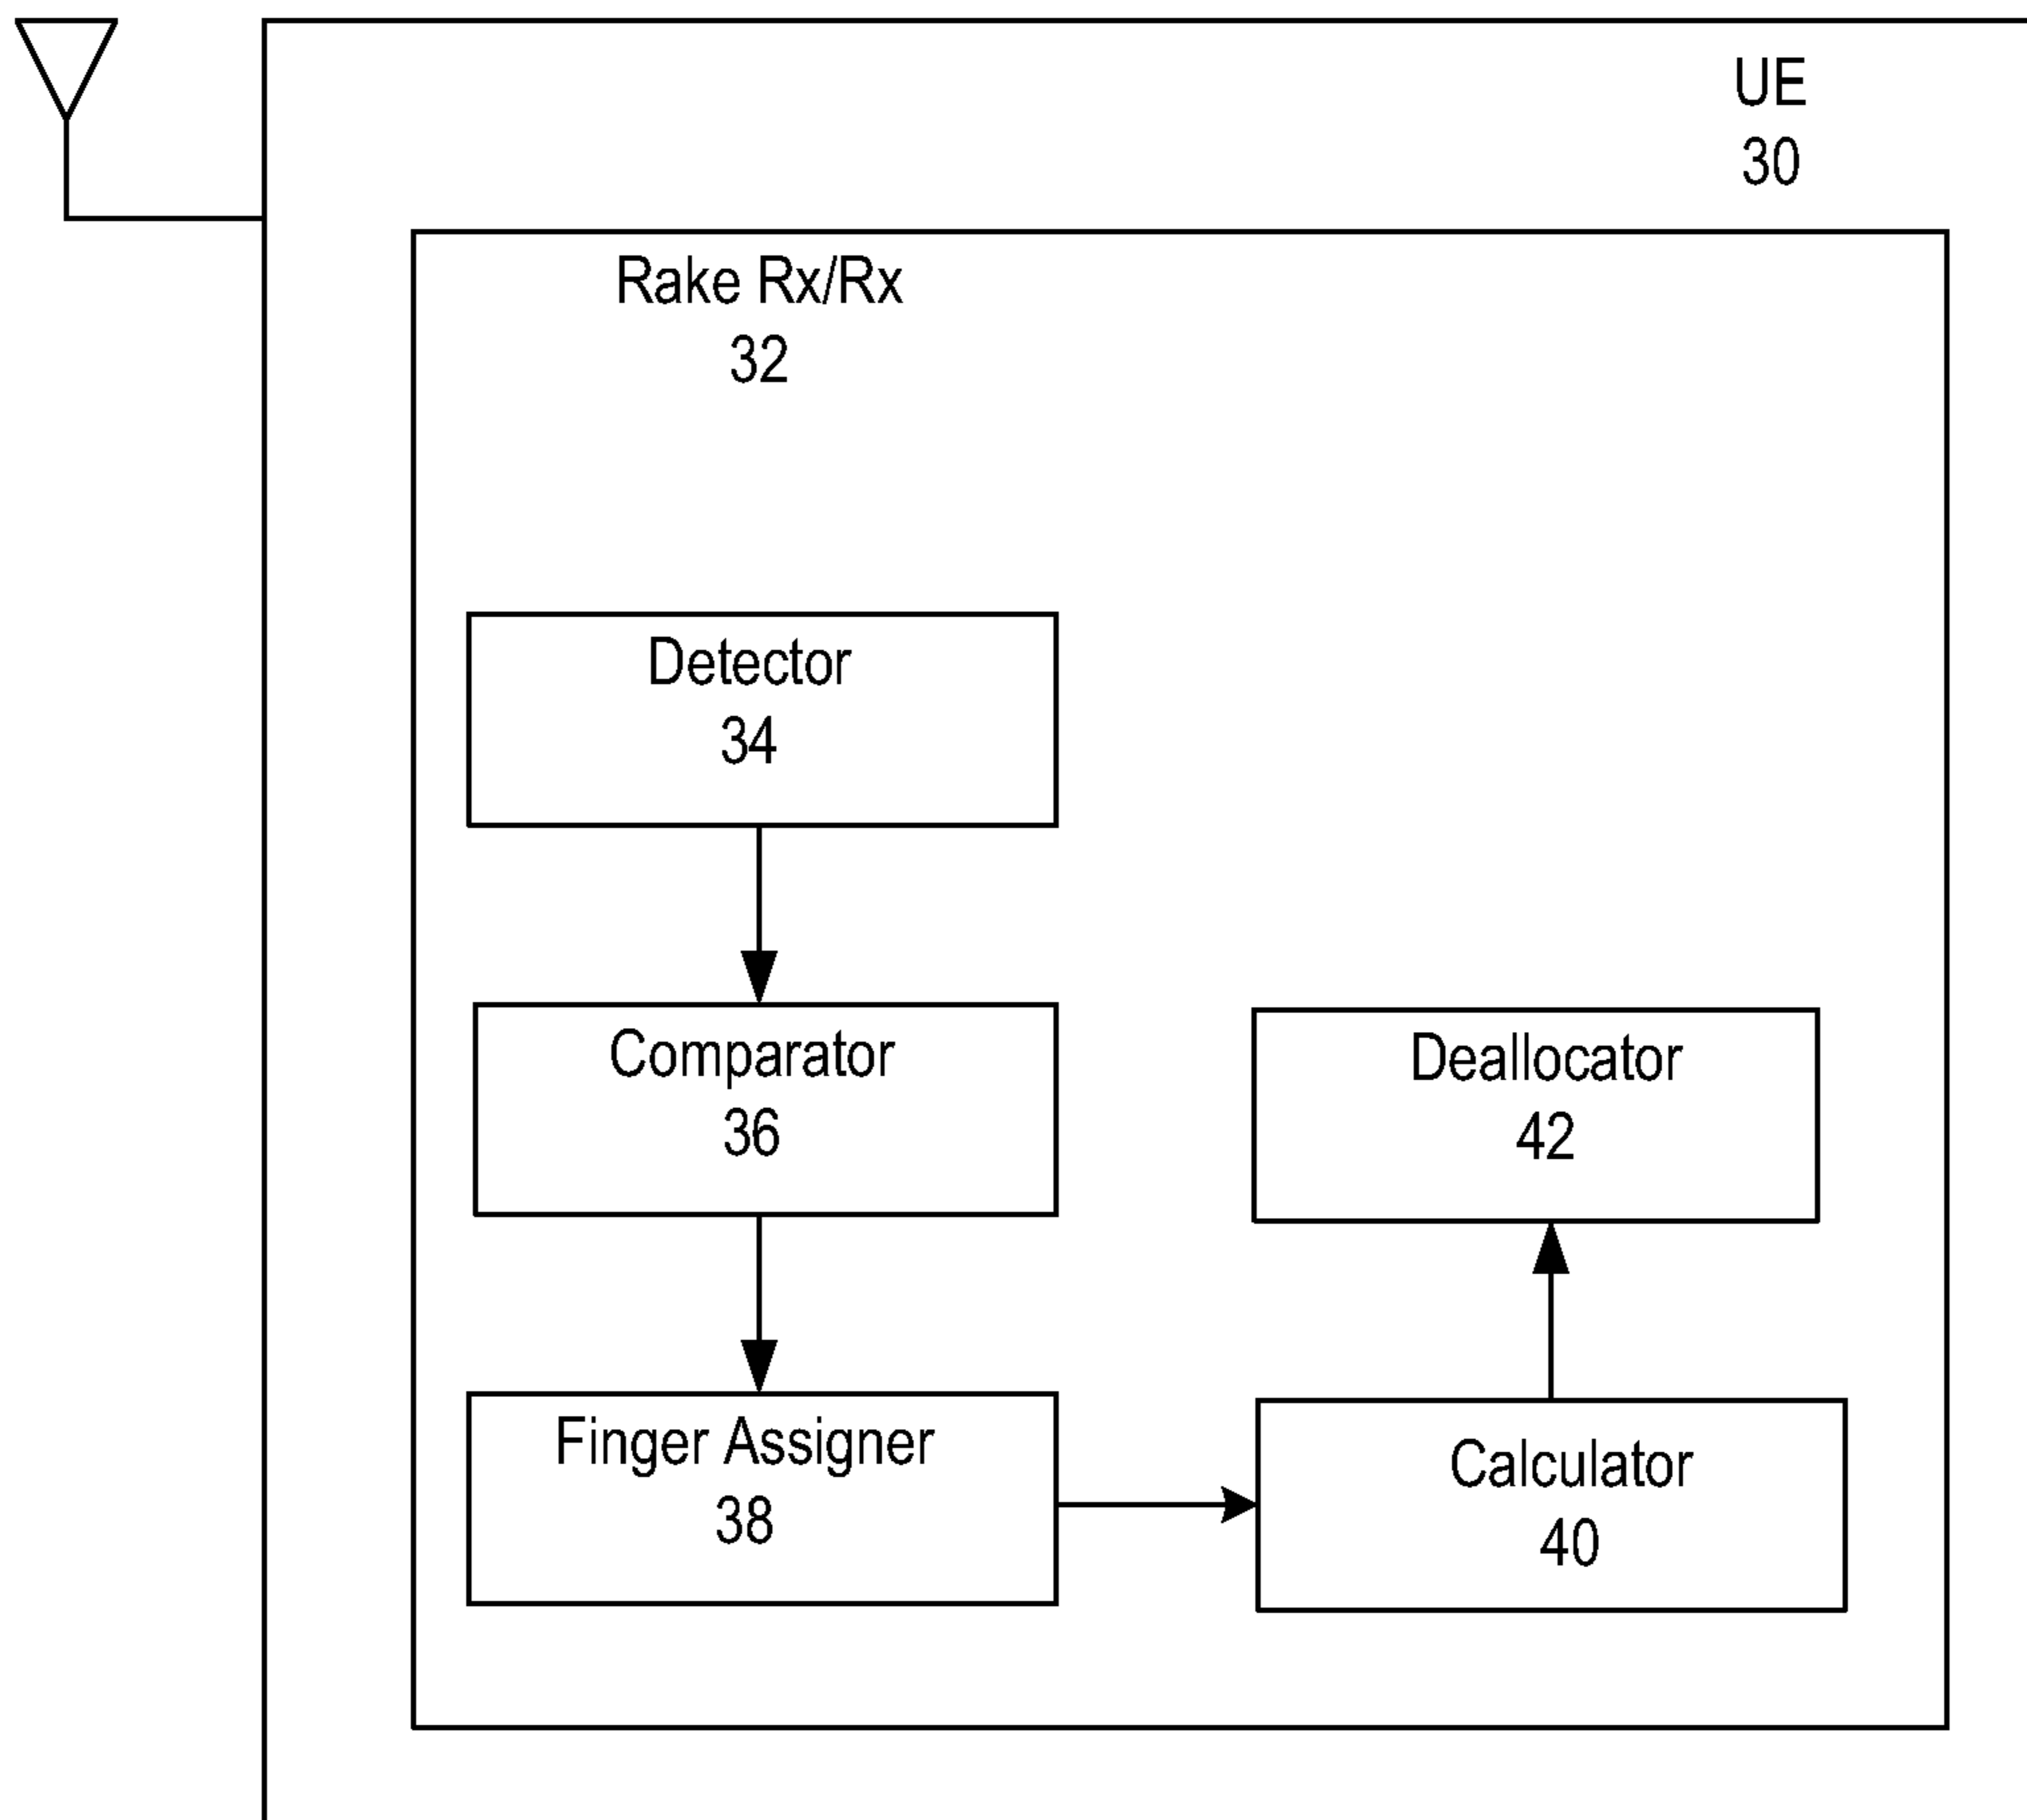 UE
30
Rake Rx/Rx
32
Detector
34
Comparator
36
Deallocator
42
Finger Assigner
38
Calculator
40